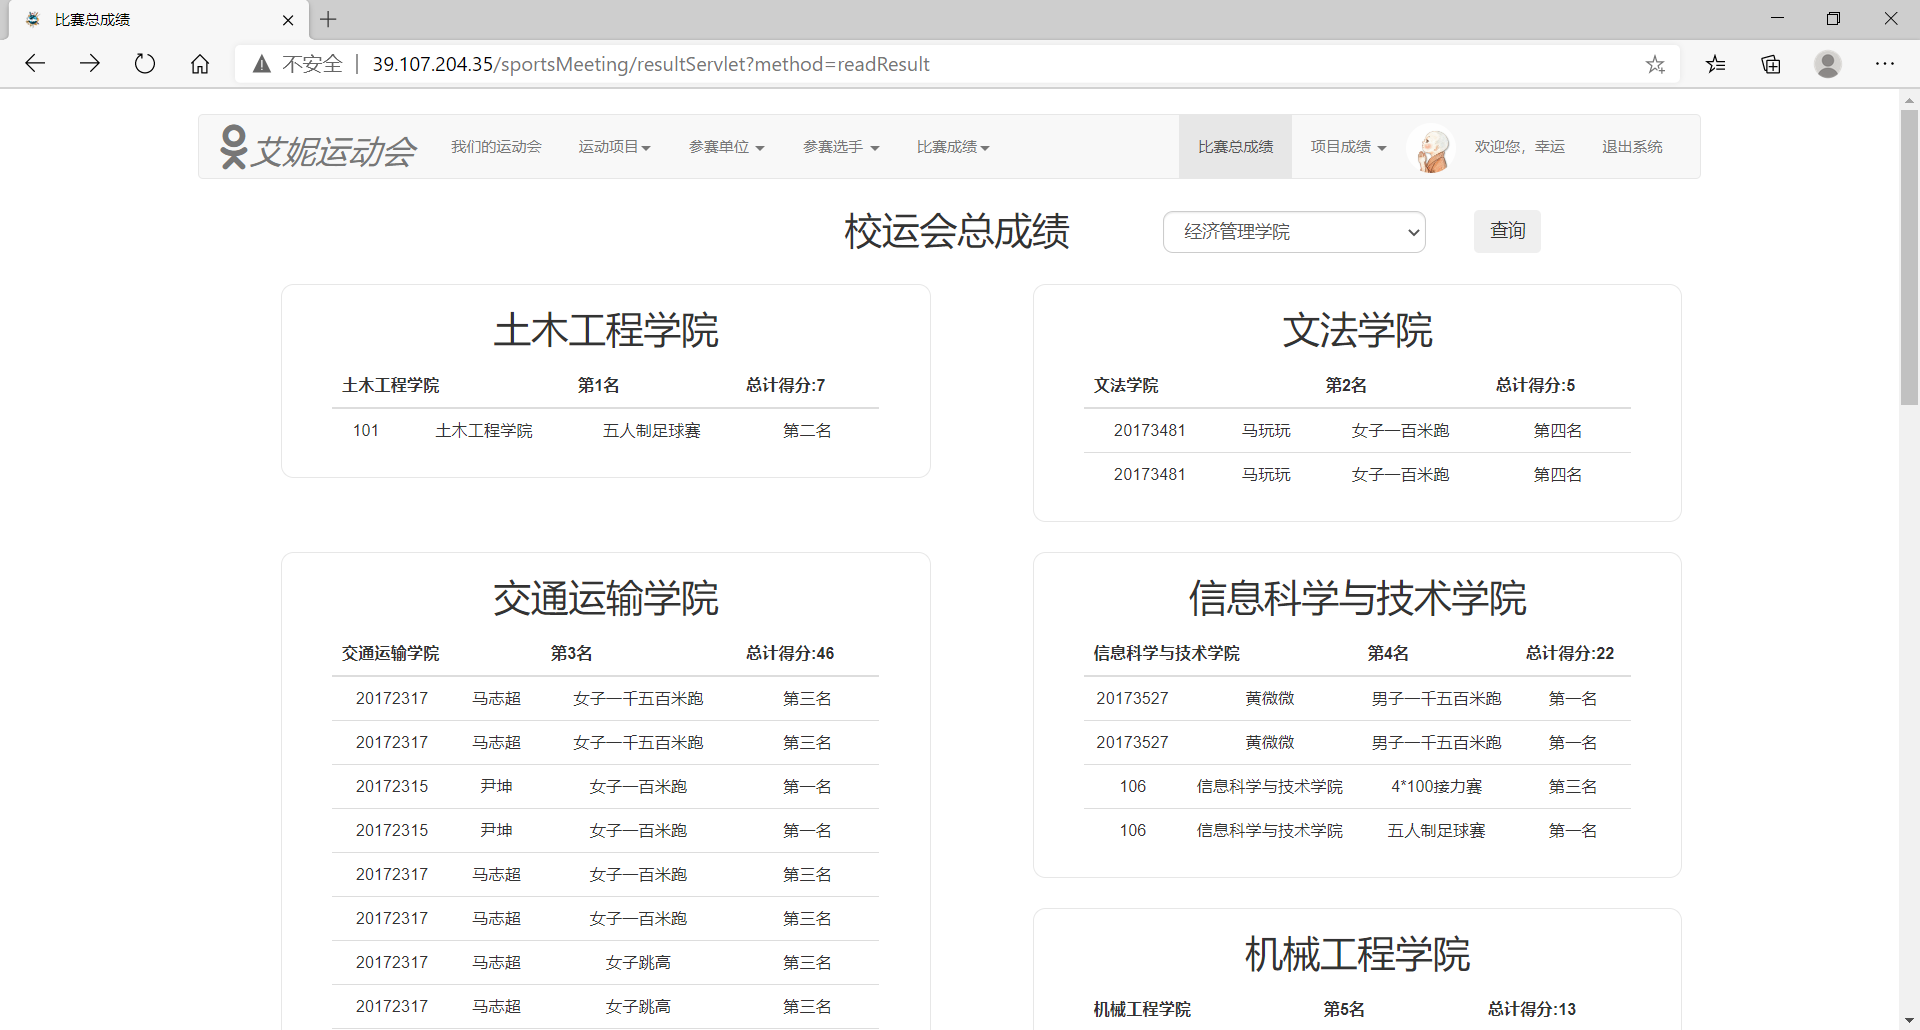 比赛总成绩
不安全 39.107.204.35/sportsMeeting/resultServlet?method=readResult
艾妮运动会 我们的运动会 运动项目 参赛单位 参赛选手 比赛成绩 比赛总成绩 项目成绩 欢迎您，幸运 退出系统
校运会总成绩 经济管理学院 查询
土木工程学院
土木工程学院 第1名 总计得分:7
101 土木工程学院 五人制足球赛 第二名
文法学院
文法学院 第2名 总计得分:5
20173481 马玩玩 女子一百米跑 第四名
20173481 马玩玩 女子一百米跑 第四名
交通运输学院
交通运输学院 第3名 总计得分:46
20172317 马志超 女子一千五百米跑 第三名
20172317 马志超 女子一千五百米跑 第三名
20172315 尹坤 女子一百米跑 第一名
20172315 尹坤 女子一百米跑 第一名
20172317 马志超 女子一百米跑 第三名
20172317 马志超 女子一百米跑 第三名
20172317 马志超 女子跳高 第三名
20172317 马志超 女子跳高 第三名
信息科学与技术学院
信息科学与技术学院 第4名 总计得分:22
20173527 黄微微 男子一千五百米跑 第一名
20173527 黄微微 男子一千五百米跑 第一名
106 信息科学与技术学院 4*100接力赛 第三名
106 信息科学与技术学院 五人制足球赛 第一名
机械工程学院
机械工程学院 第5名 总计得分:13